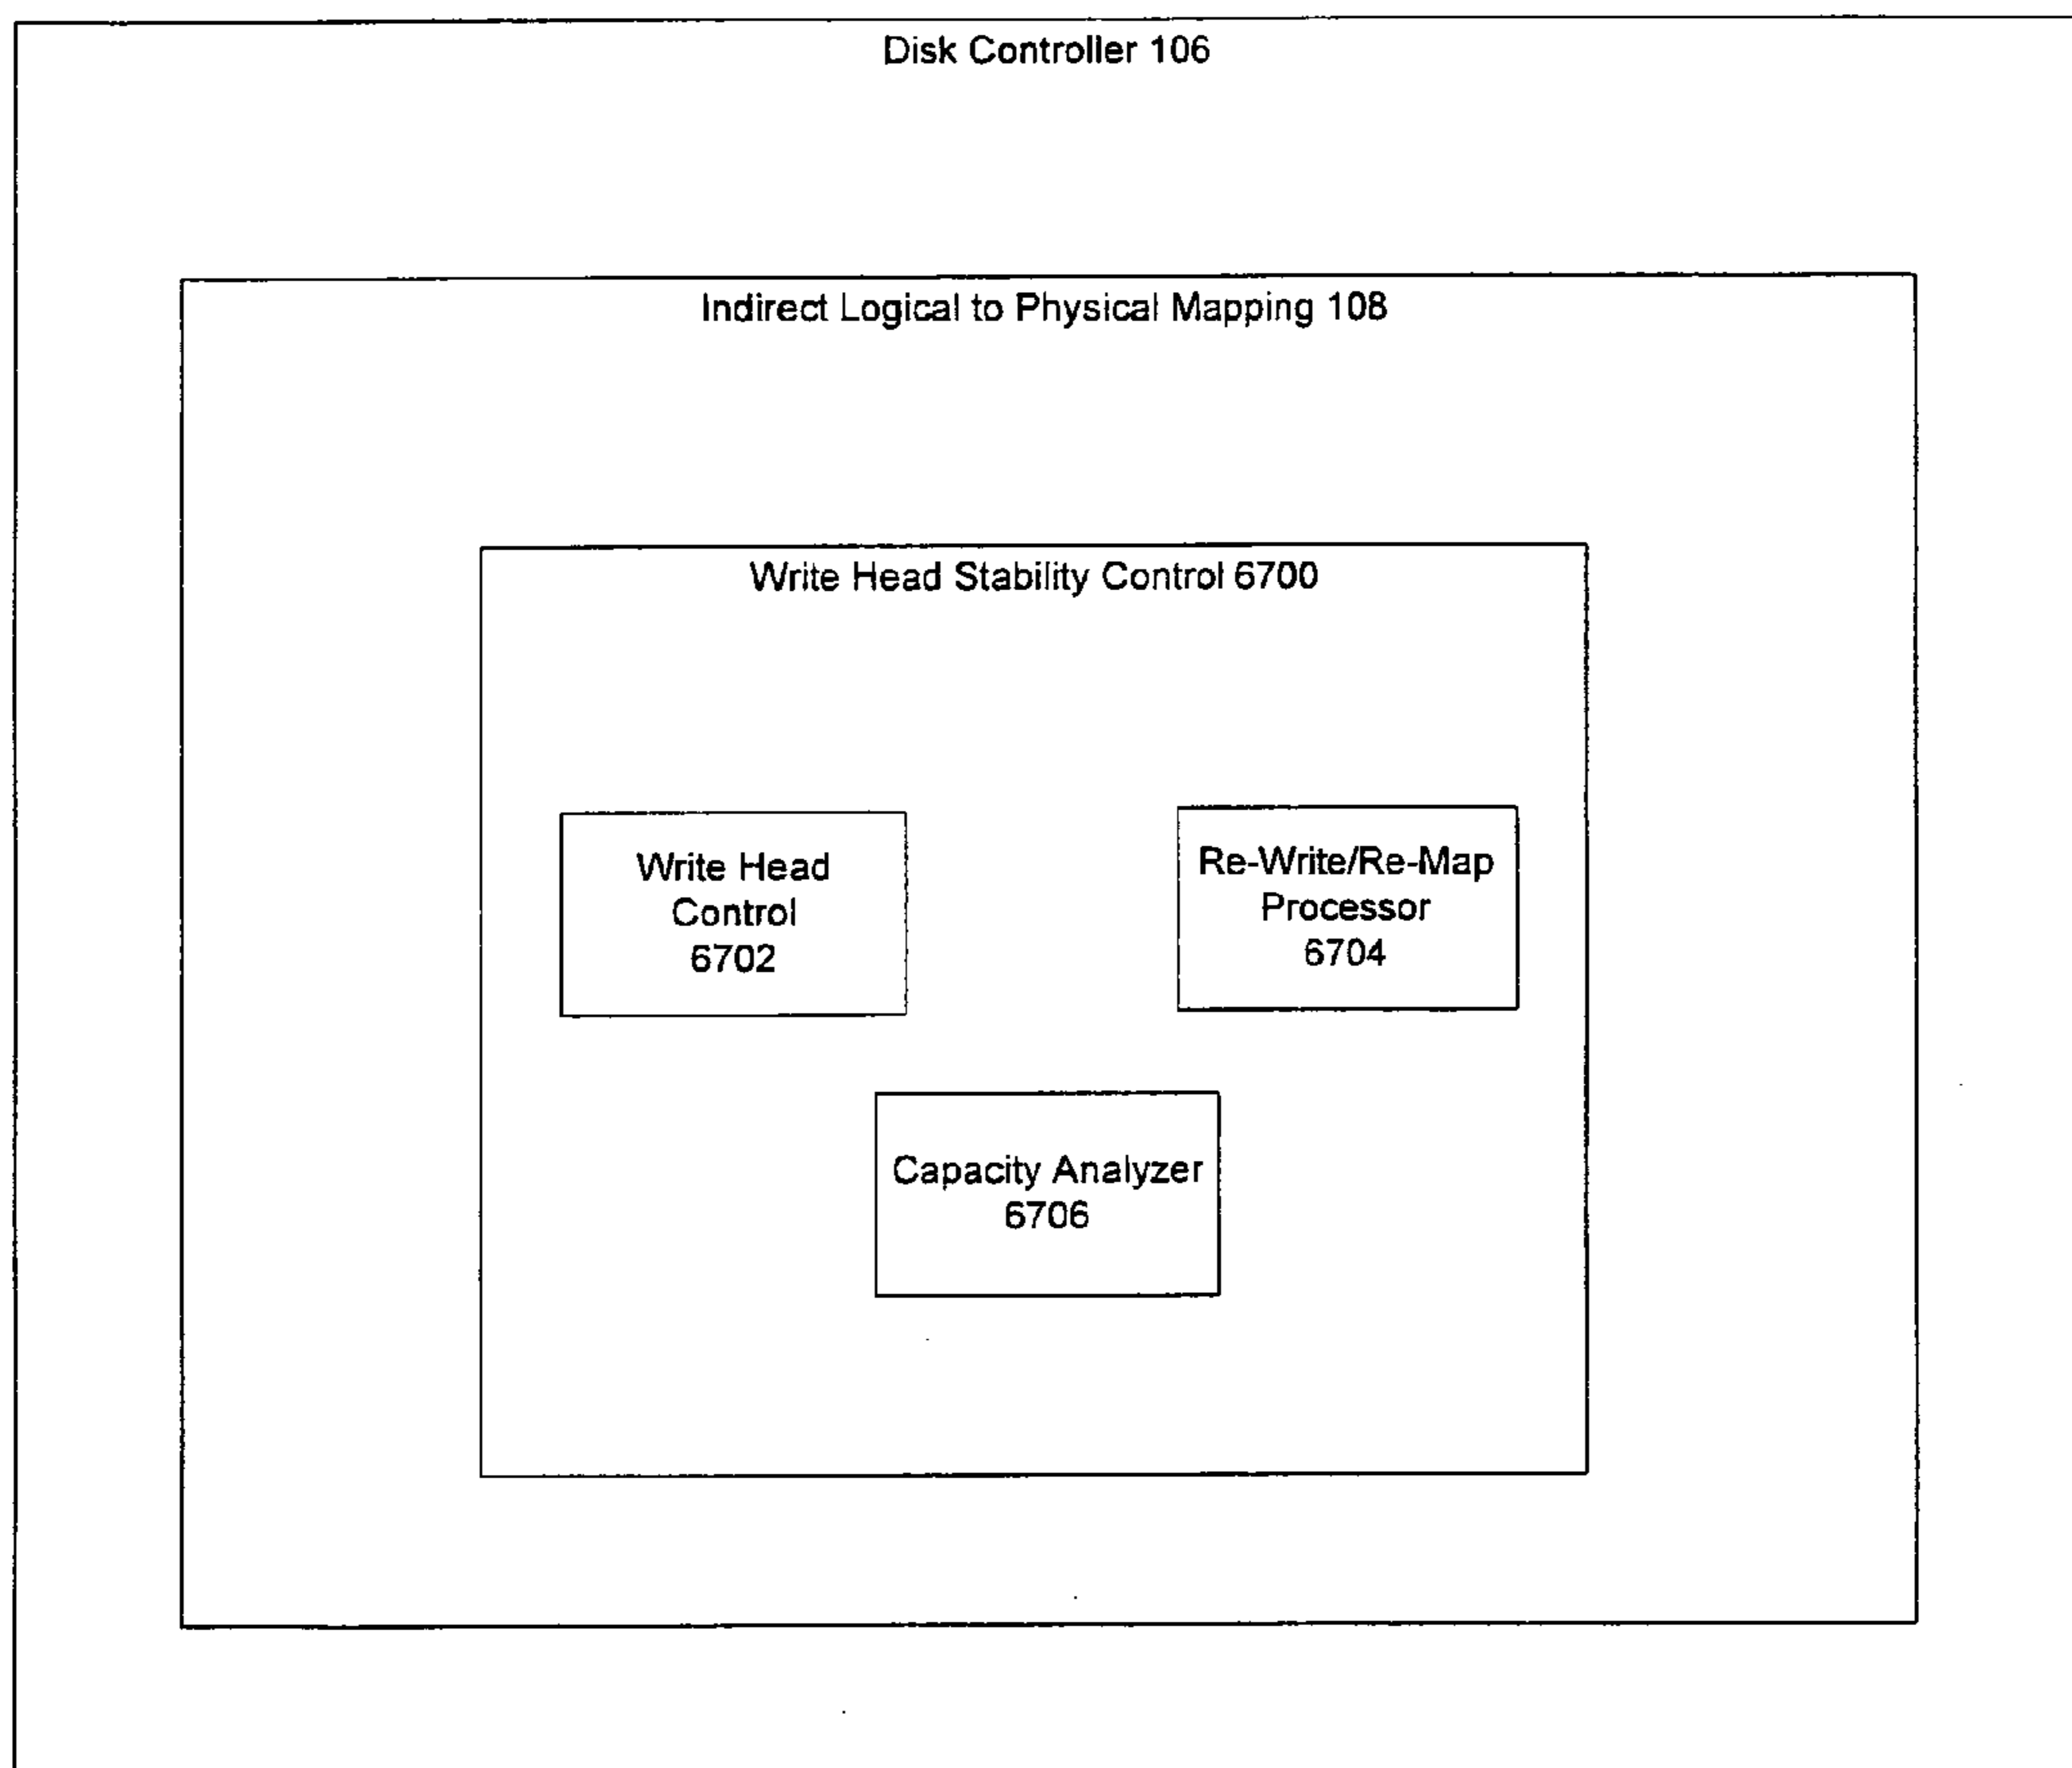 Disk Controller 106
Indirect Logical to Physical Mapping 108
Write Head Stability Control 6700
Write Head
Control
6702
Re-Write/Re-Map
Processor
6704
Capacity Analyzer
6706